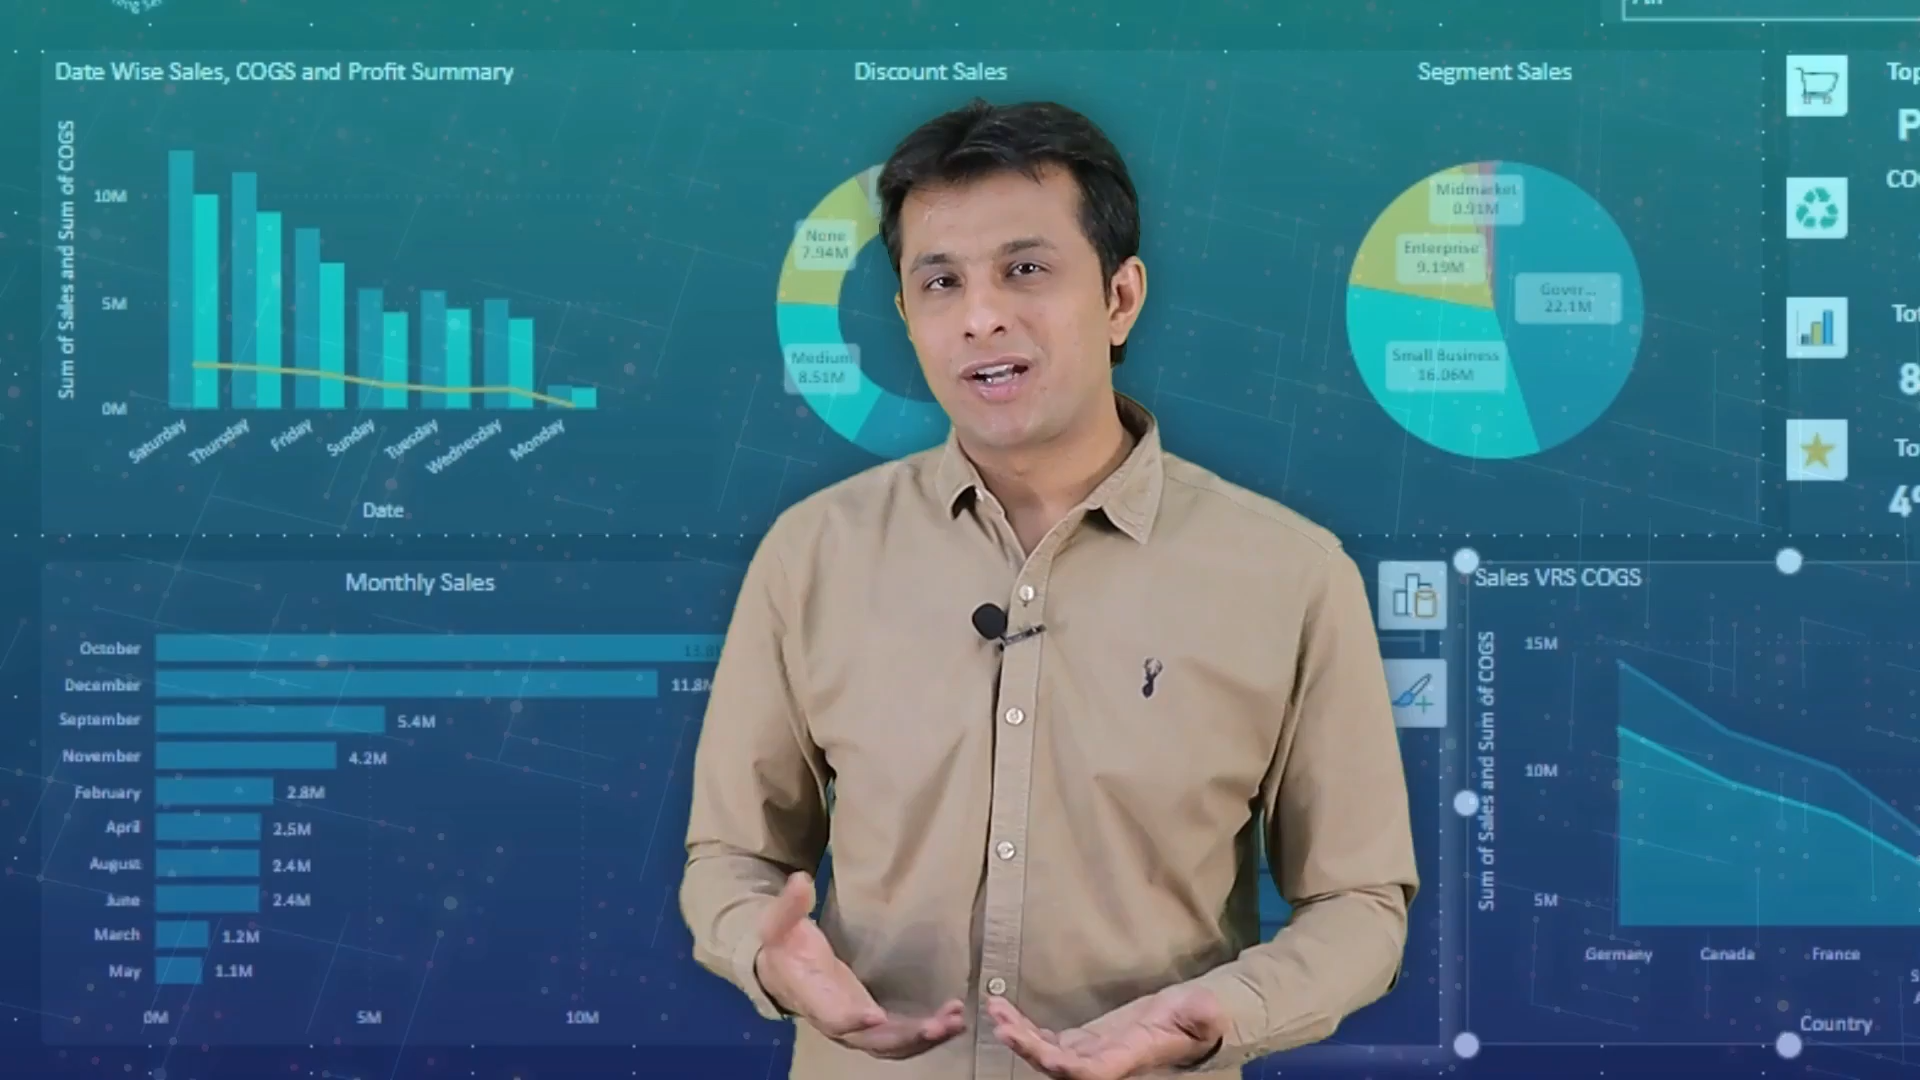 Date Wise Sales, COGS and Profit Summary
Sum of Sales and Sum of COGS
10M
5M
0M
Saturday
Thursday
Friday
Sunday
Tuesday
Wednesday
Monday
Date
Discount Sales
None
7.94M
Medium
8.51M
Segment Sales
Midmarket
0.91M
Enterprise
9.19M
Gover...
22.1M
Small Business
16.06M
Monthly Sales
October
December
11.8M
September
5.4M
November
4.2M
February
2.8M
April
2.5M
August
2.4M
June
2.4M
March
1.2M
May
1.1M
0M
5M
10M
Sales VRS COGS
Sum of Sales and Sum of COGS
15M
10M
5M
Germany
Canada
France
Country